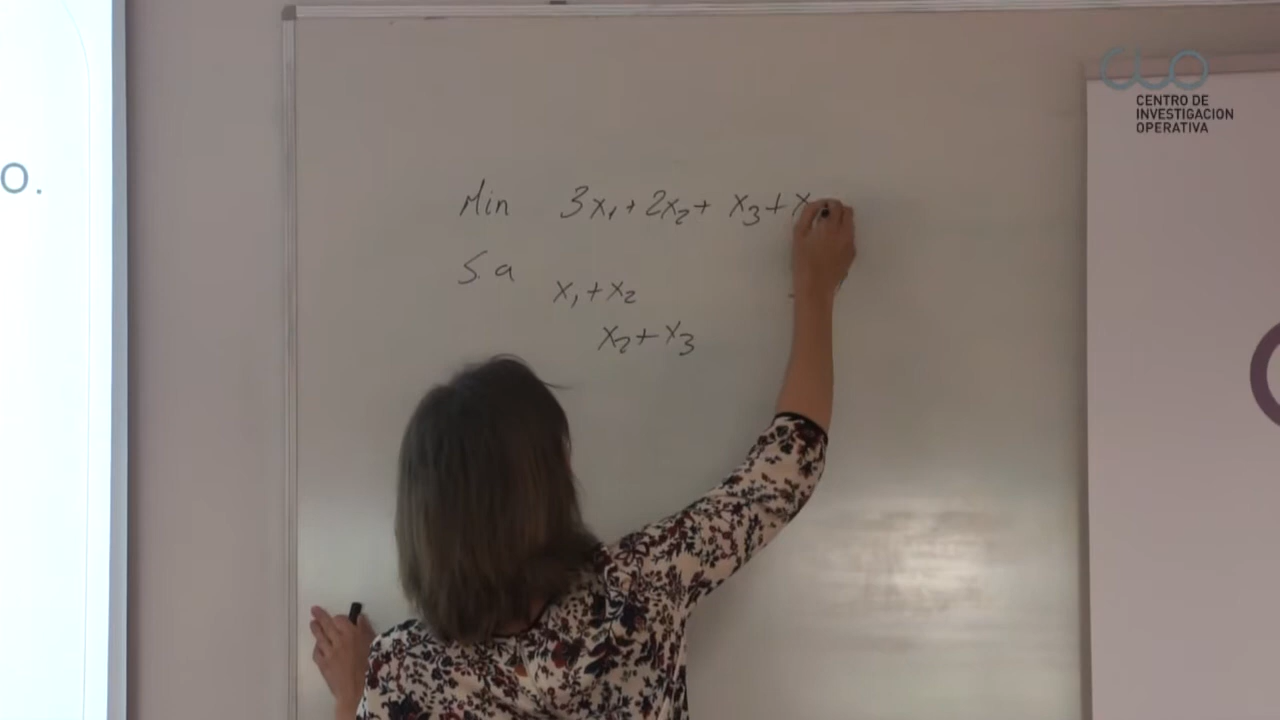 o.
CENTRO DE
INVESTIGACION
OPERATIVA
Min 3x₁ + 2x₂ + x₃ + x
S.a
x₁ + x₂
x₂ + x₃